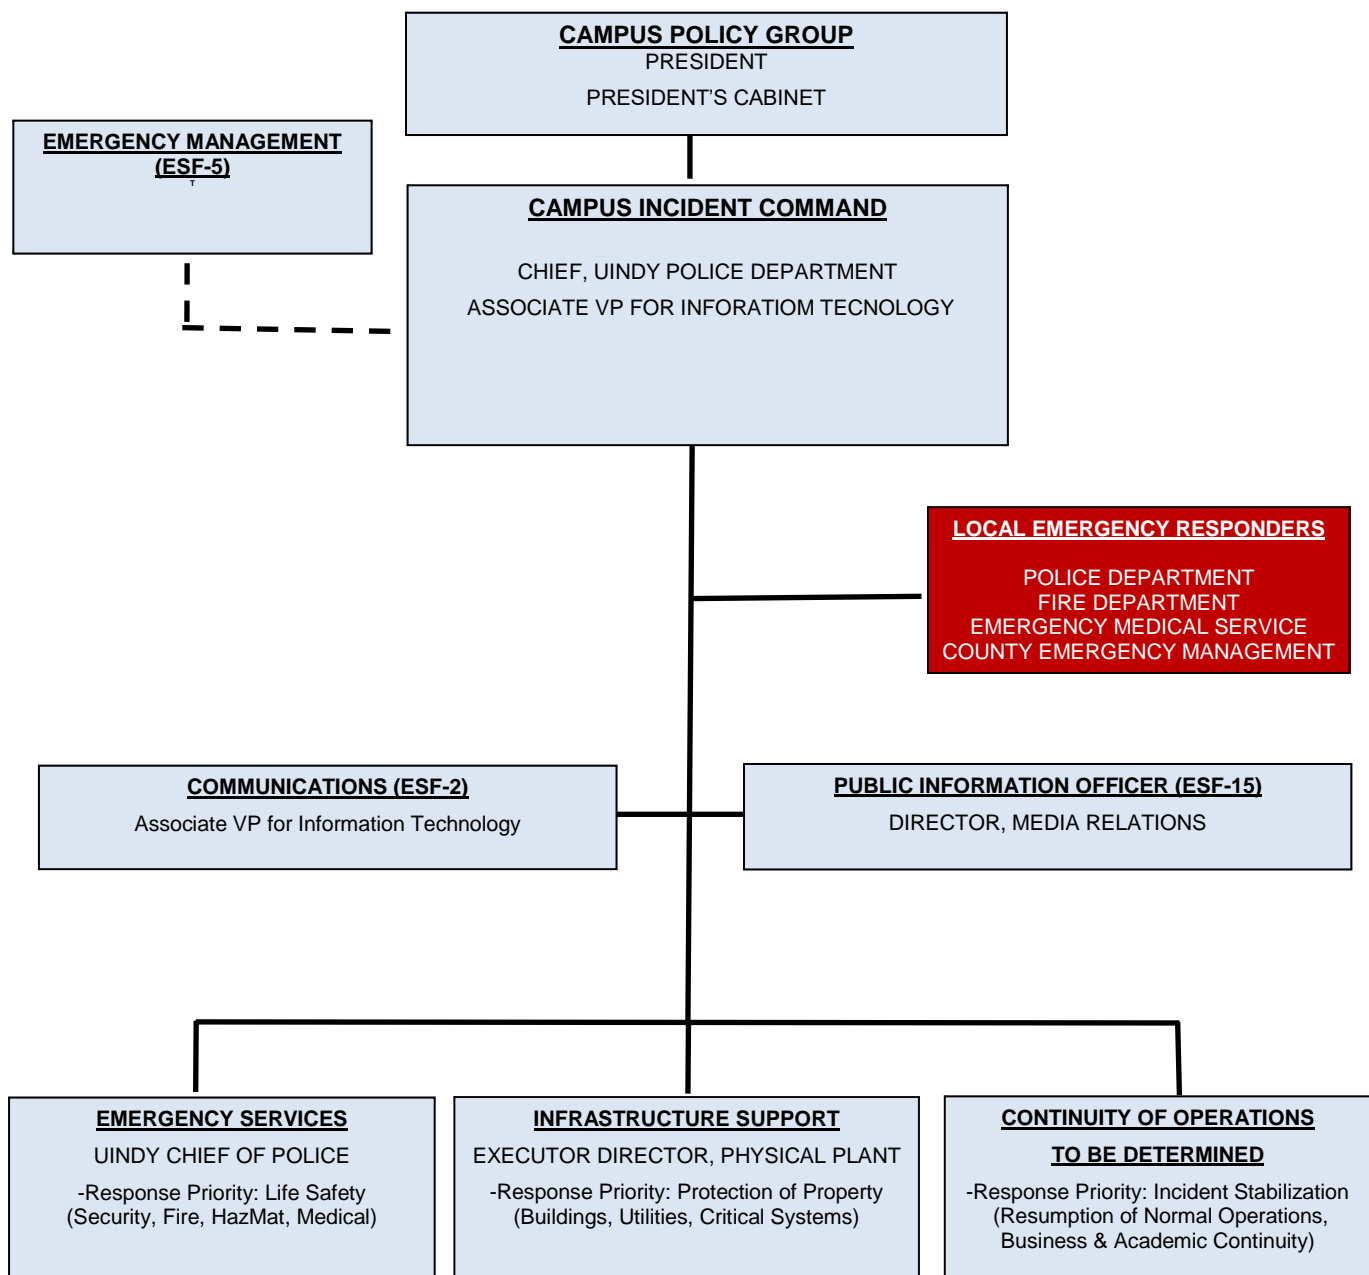 CAMPUS POLICY GROUP
PRESIDENT
PRESIDENT'S CABINET
EMERGENCY MANAGEMENT
(ESF-5)
T
CAMPUS INCIDENT COMMAND
CHIEF, UINDY POLICE DEPARTMENT
ASSOCIATE VP FOR INFORATIOM TECNOLOGY
LOCAL EMERGENCY RESPONDERS
POLICE DEPARTMENT
FIRE DEPARTMENT
EMERGENCY MEDICAL SERVICE
COUNTY EMERGENCY MANAGEMENT
COMMUNICATIONS (ESF-2)
Associate VP for Information Technology
PUBLIC INFORMATION OFFICER (ESF-15)
DIRECTOR, MEDIA RELATIONS
EMERGENCY SERVICES
UINDY CHIEF OF POLICE
-Response Priority: Life Safety
(Security, Fire, HazMat, Medical)
INFRASTRUCTURE SUPPORT
EXECUTOR DIRECTOR, PHYSICAL PLANT
-Response Priority: Protection of Property
(Buildings, Utilities, Critical Systems)
CONTINUITY OF OPERATIONS
TO BE DETERMINED
-Response Priority: Incident Stabilization
(Resumption of Normal Operations,
Business & Academic Continuity)